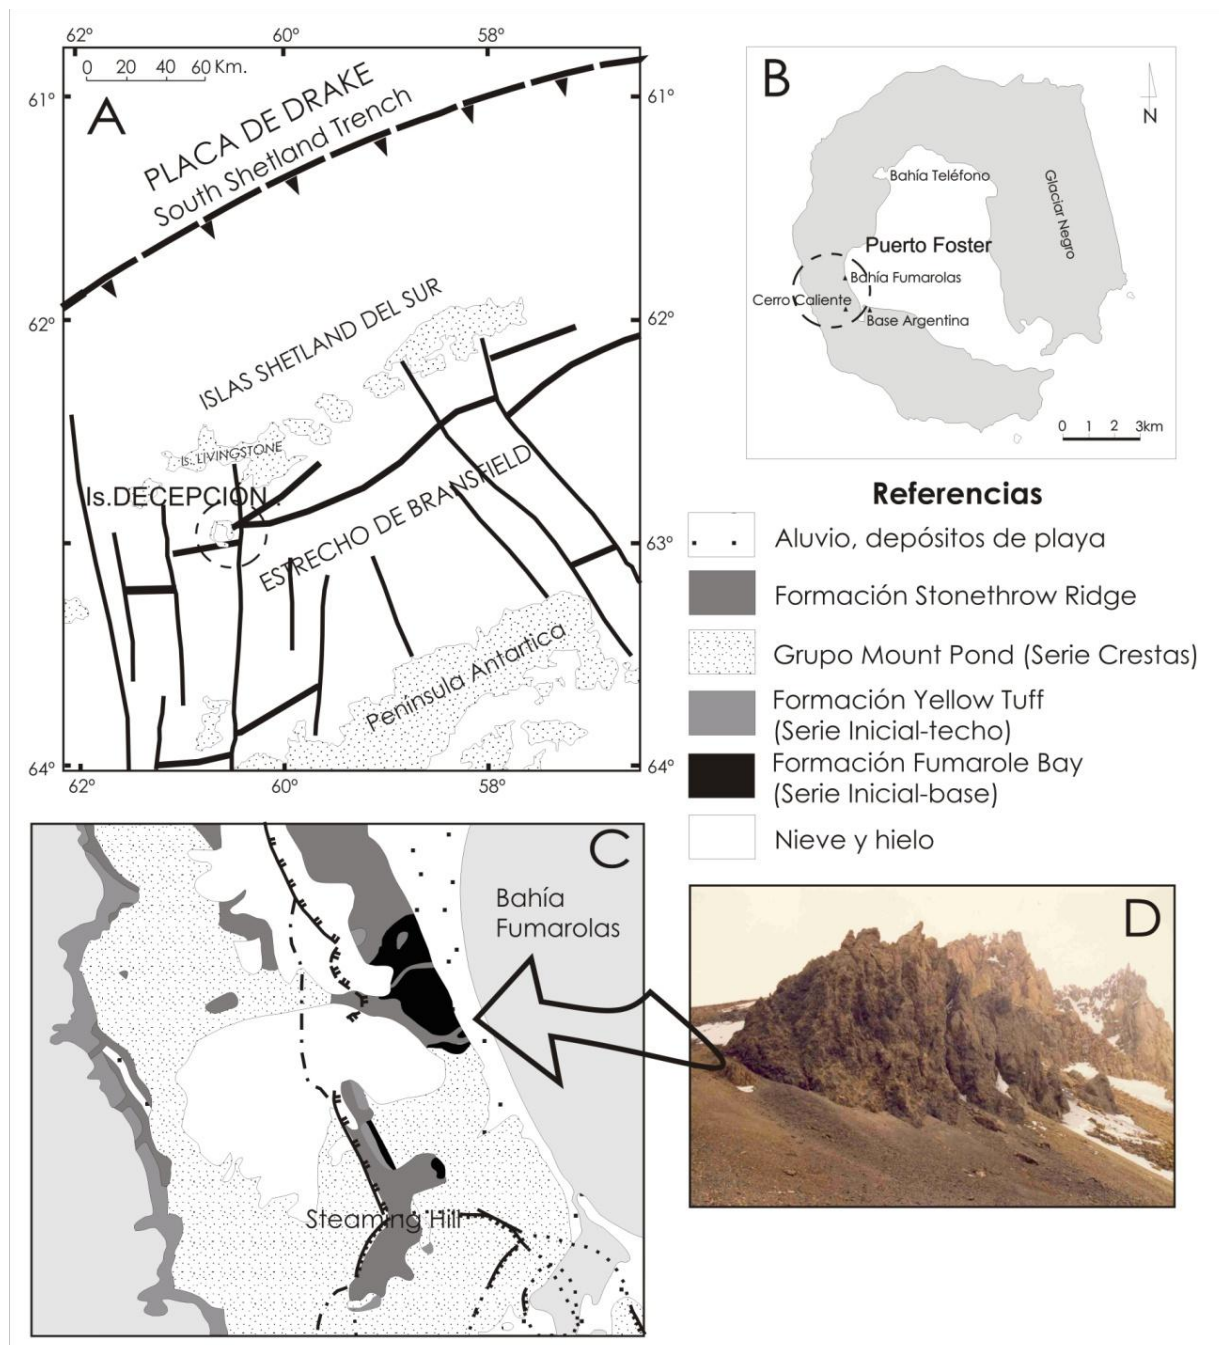 62º
60º
58º
0 20 40 60 Km.
A
61º
61º
PLACA DE DRAKE
South Shetland Trench
62º
62º
ISLAS SHETLAND DEL SUR
Is. LIVINGSTONE
Is.DECEPCIÓN
ESTRECHO DE BRANSFIELD
63º
Península Antartica
64º
64º
62º
60º
58º
B
N
Bahía Teléfono
Glaciar Negro
Puerto Foster
Bahía Fumarolas
Cerro Caliente
Base Argentina
0 1 2 3km
Referencias
Aluvio, depósitos de playa
Formación Stonethrow Ridge
Grupo Mount Pond (Serie Crestas)
Formación Yellow Tuff
(Serie Inicial-techo)
Formación Fumarole Bay
(Serie Inicial-base)
Nieve y hielo
C
Bahía
Fumarolas
Steaming Hill
D